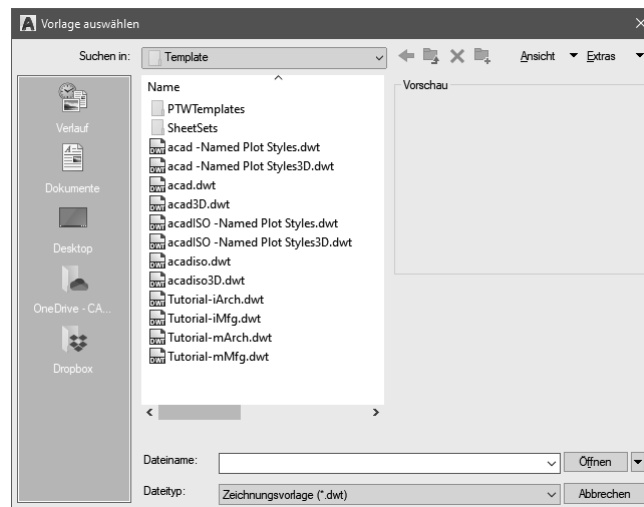 Vorlage auswählen
Suchen in:
Template
Ansicht
Extras
Verlauf
Dokumente
Desktop
OneDrive - CA...
Dropbox
Name
PTWTemplates
SheetSets
acad -Named Plot Styles.dwt
acad -Named Plot Styles3D.dwt
acad.dwt
acad3D.dwt
acadISO -Named Plot Styles.dwt
acadISO -Named Plot Styles3D.dwt
acadiso.dwt
acadiso3D.dwt
Tutorial-iArch.dwt
Tutorial-iMfg.dwt
Tutorial-mArch.dwt
Tutorial-mMfg.dwt
Vorschau
Dateiname:
Öffnen
Dateityp:
Zeichnungsvorlage (*.dwt)
Abbrechen